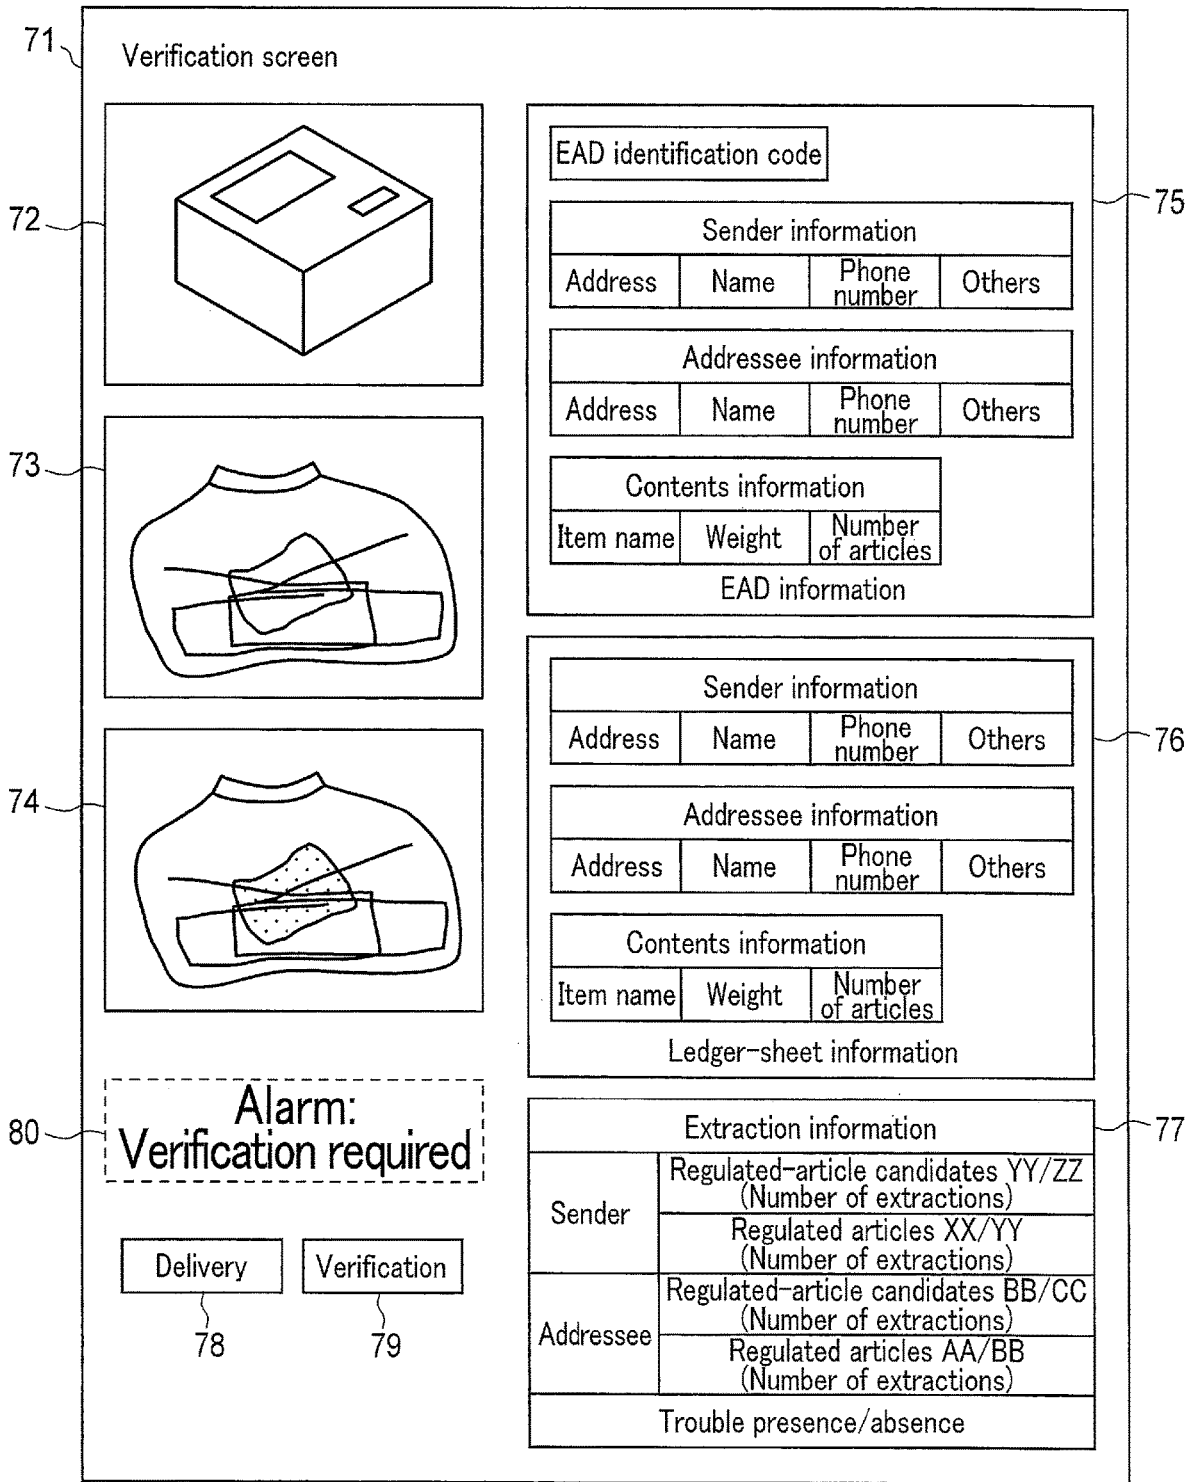 71
Verification screen
72
73
74
80
Alarm:
Verification required
Delivery
Verification
78
79
75
EAD identification code
Sender information
Address
Name
Phone
number
Others
Addressee information
Address
Name
Phone
number
Others
Contents information
Item name
Weight
Number
of articles
EAD information
76
Sender information
Address
Name
Phone
number
Others
Addressee information
Address
Name
Phone
number
Others
Contents information
Item name
Weight
Number
of articles
Ledger-sheet information
77
Extraction information
Sender
Regulated-article candidates YY/ZZ
(Number of extractions)
Regulated articles XX/YY
(Number of extractions)
Addressee
Regulated-article candidates BB/CC
(Number of extractions)
Regulated articles AA/BB
(Number of extractions)
Trouble presence/absence